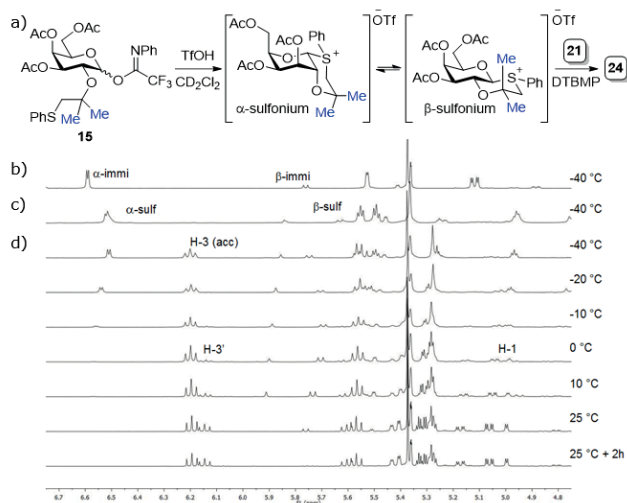 a)
AcO OAc
AcO
O
NPh
O CF₃
O
PhS
Me Me
15
TfOH
CD₂Cl₂
AcO OAc
AcO
O
Ph
S+
O
Me
Me
α-sulfonium
⁻OTf
OAc OAc
AcO
O
Me
S+ Ph
O
Me
β-sulfonium
⁻OTf
21
DTBMP
24
b)
α-immi
β-immi
-40 °C
c)
α-sulf
β-sulf
-40 °C
d)
H-3 (acc)
-40 °C
-20 °C
-10 °C
H-3'
H-1
0 °C
10 °C
25 °C
25 °C + 2h
6.7 6.6 6.5 6.4 6.3 6.2 6.1 6.0 5.9 5.8 5.7 5.6 5.5 5.4 5.3 5.2 5.1 5.0 4.9 4.8